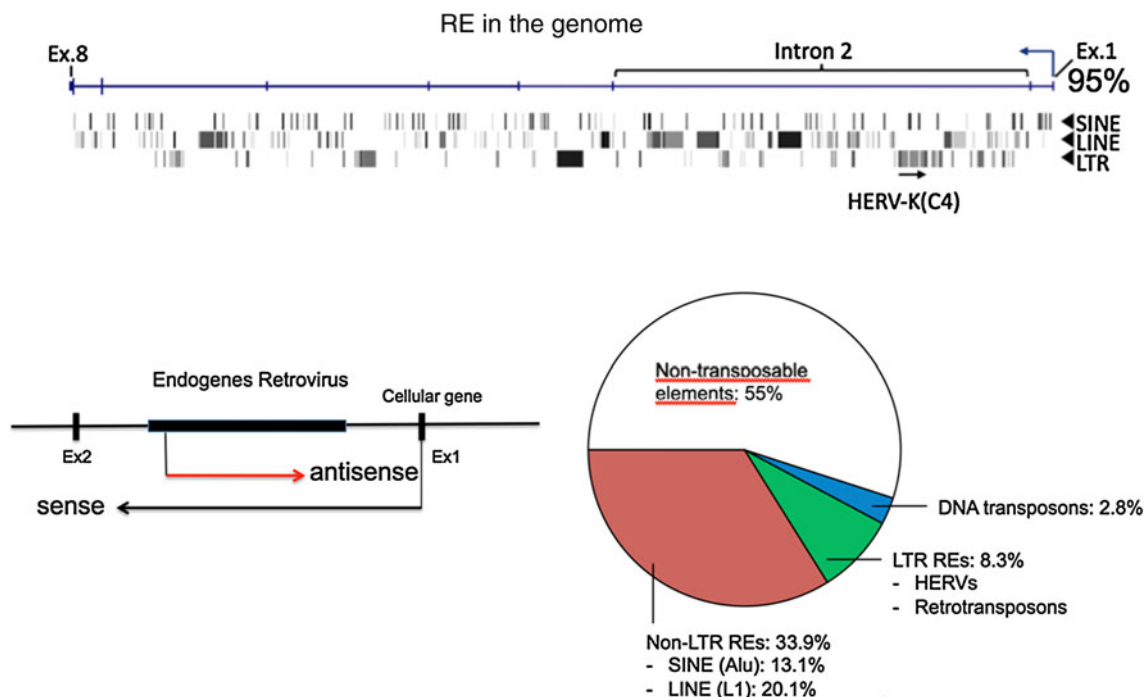 RE in the genome
Ex.8
Intron 2
Ex.1
95%
SINE
LINE
LTR
HERV-K(C4)
Endogenes Retrovirus
Cellular gene
Ex2
Ex1
antisense
sense
Non-transposable
elements: 55%
DNA transposons: 2.8%
LTR REs: 8.3%
- HERVs
- Retrotransposons
Non-LTR REs: 33.9%
- SINE (Alu): 13.1%
- LINE (L1): 20.1%